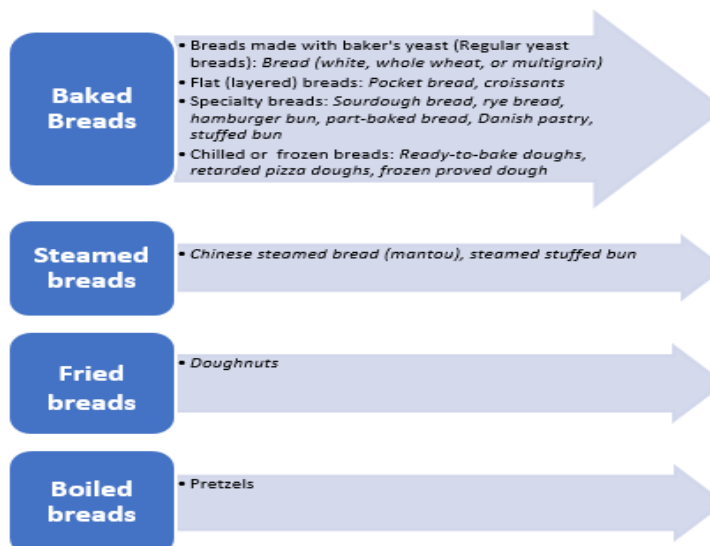 Baked
Breads
• Breads made with baker's yeast (Regular yeast
breads): Bread (white, whole wheat, or multigrain)
• Flat (layered) breads: Pocket bread, croissants
• Specialty breads: Sourdough bread, rye bread,
hamburger bun, part-baked bread, Danish pastry,
stuffed bun
• Chilled or frozen breads: Ready-to-bake doughs,
retarded pizza doughs, frozen proved dough
Steamed
breads
• Chinese steamed bread (mantou), steamed stuffed bun
Fried
breads
• Doughnuts
Boiled
breads
• Pretzels